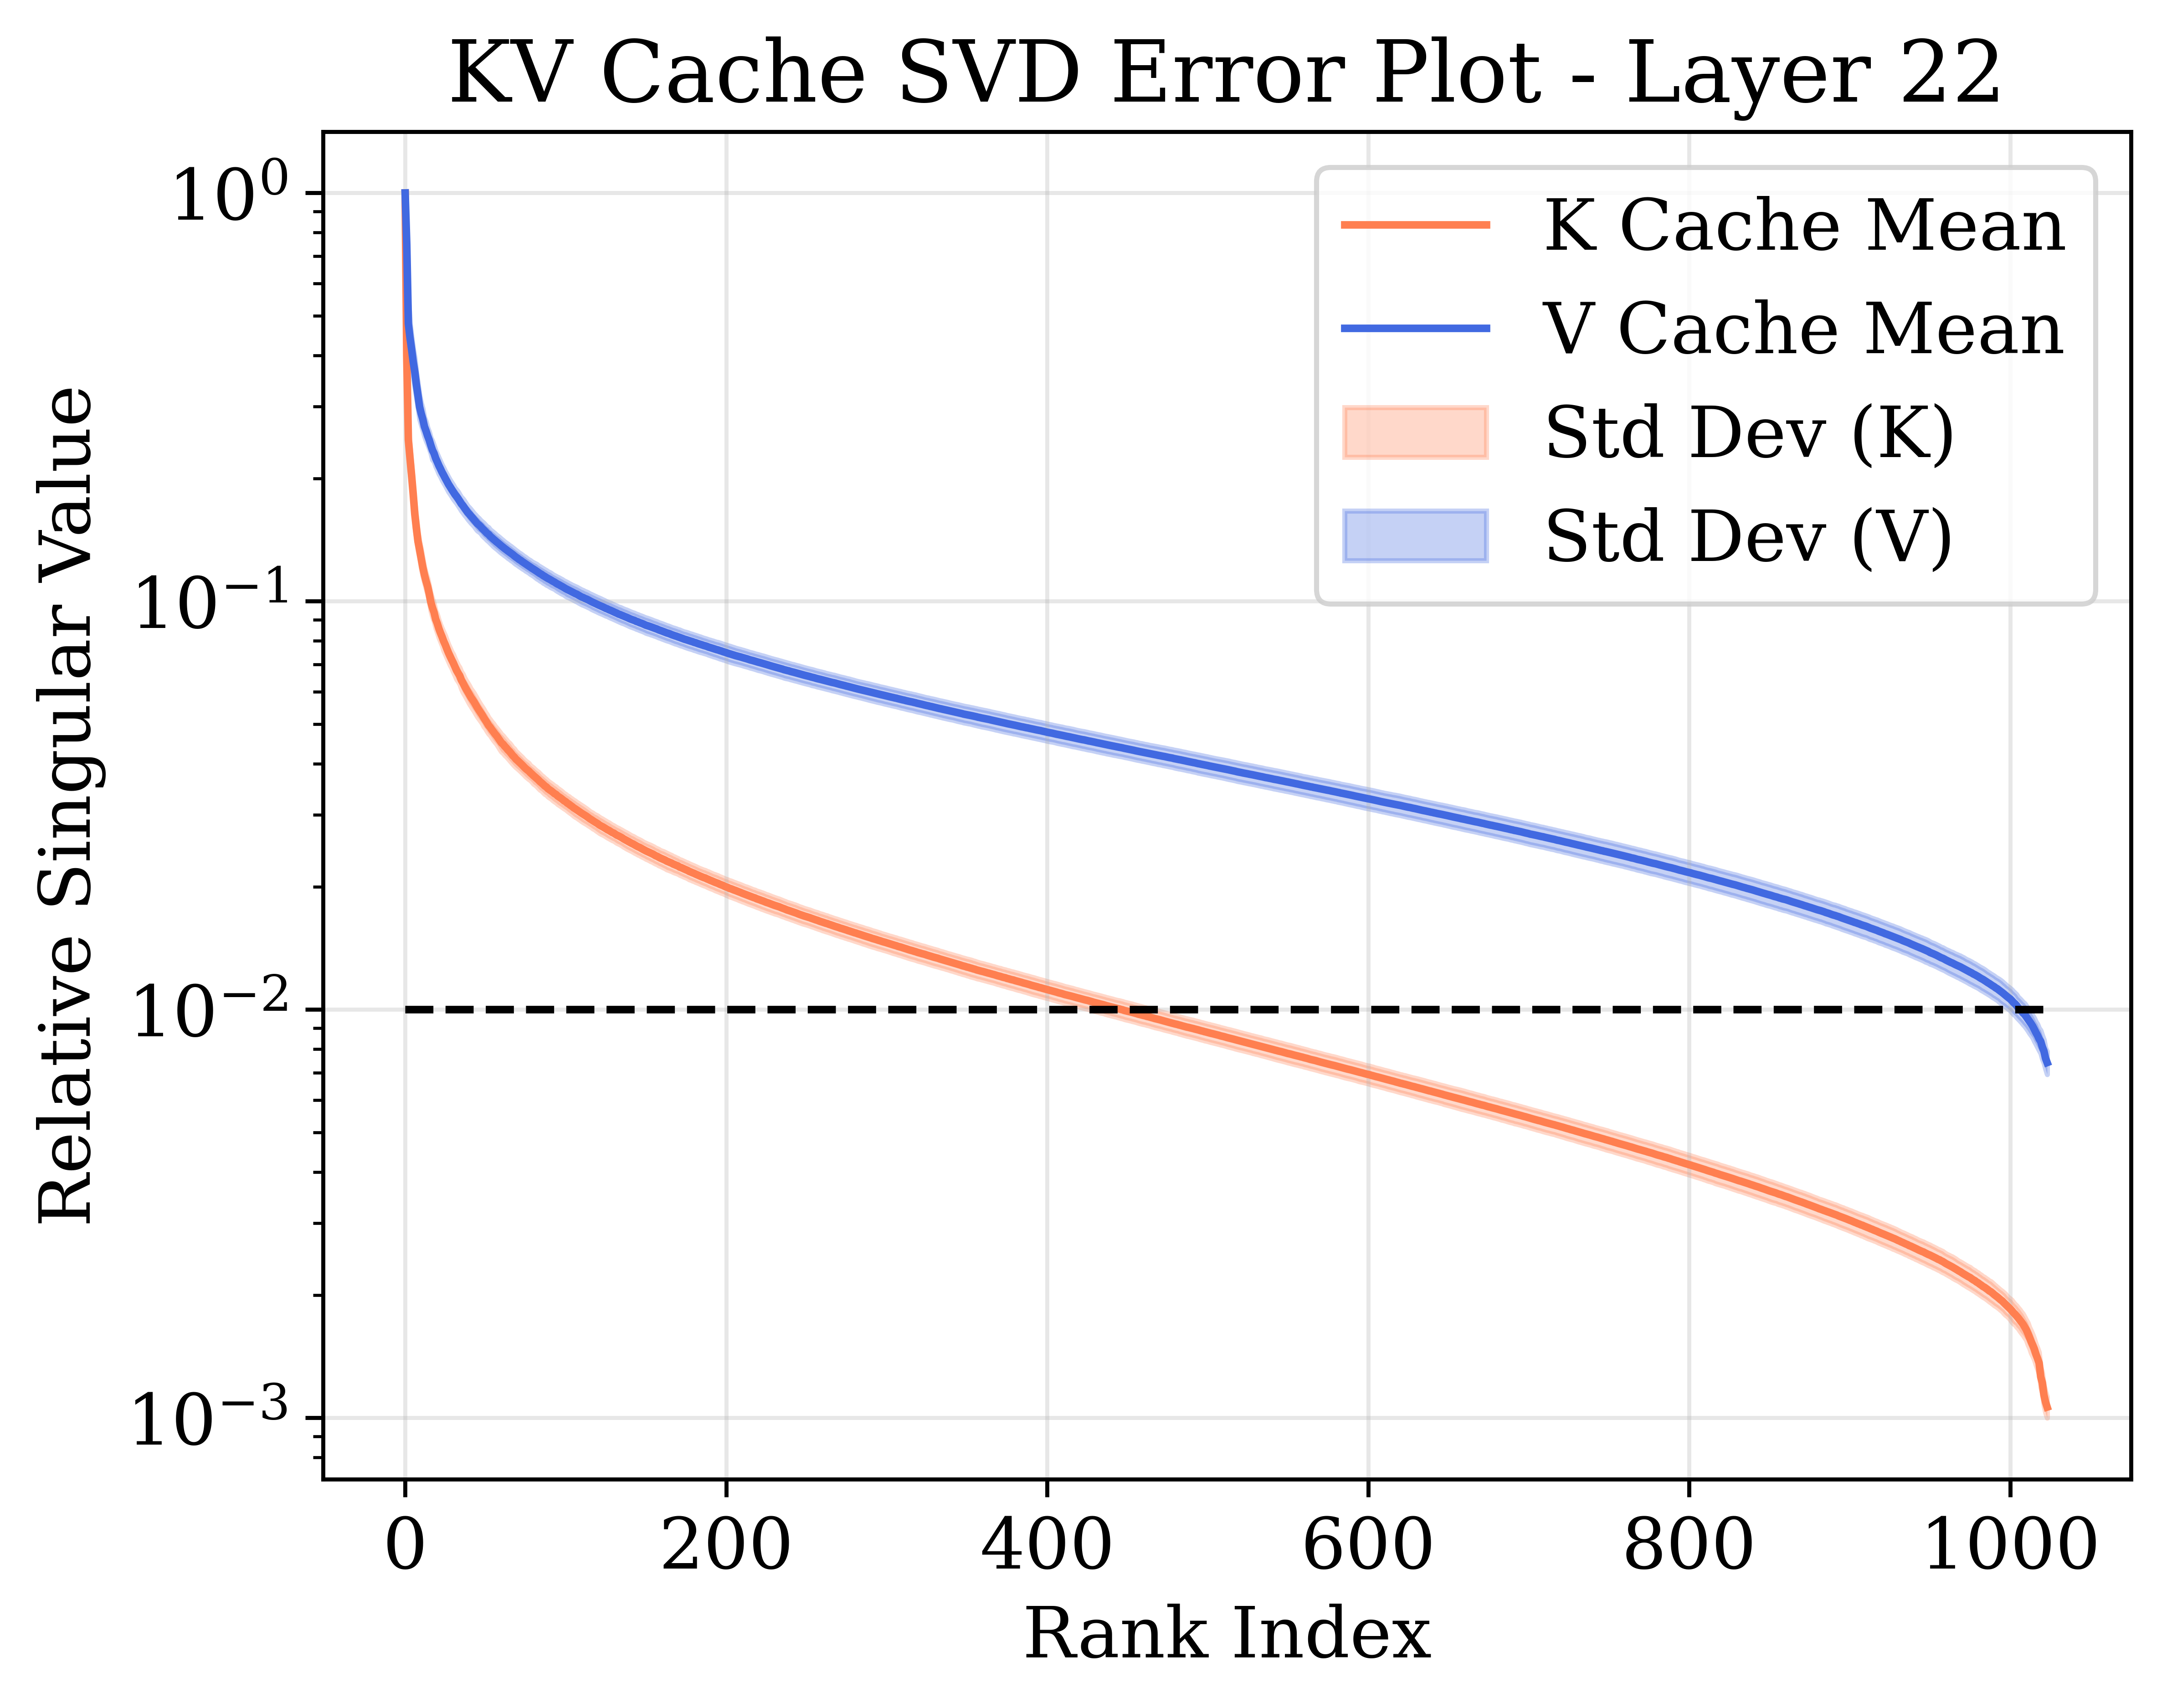 KV Cache SVD Error Plot - Layer 22
Relative Singular Value
10⁰
10⁻¹
10⁻²
10⁻³
K Cache Mean
V Cache Mean
Std Dev (K)
Std Dev (V)
0 200 400 600 800 1000
Rank Index